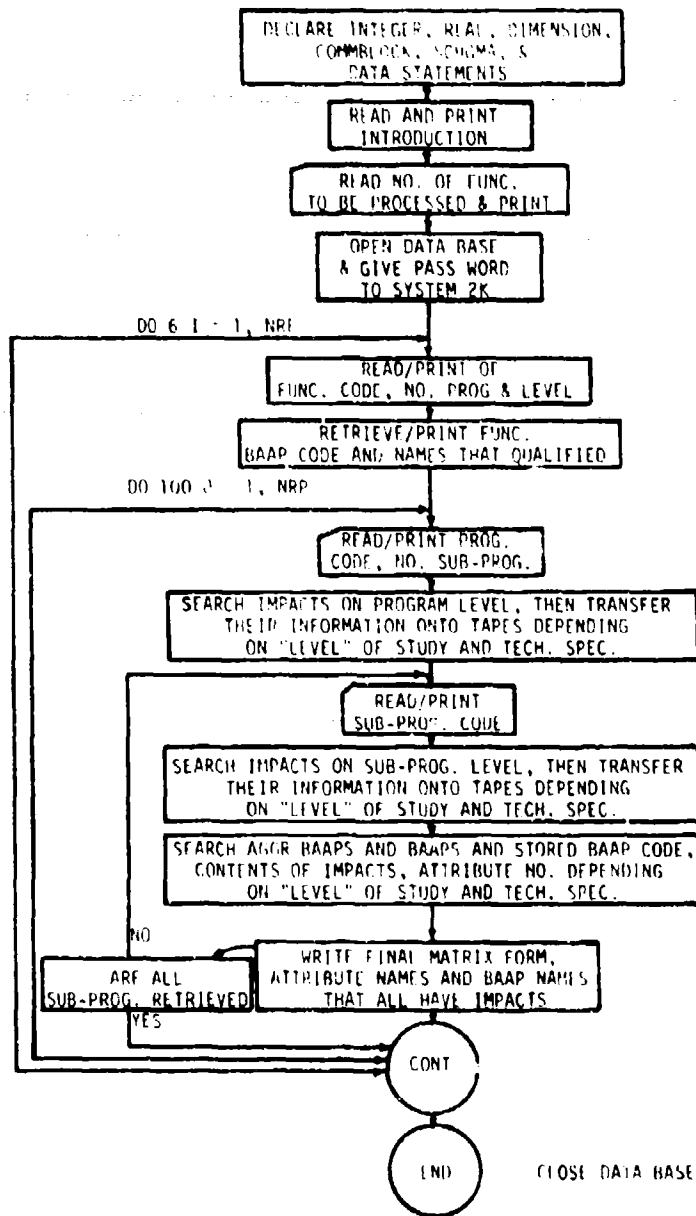 DECLARE INTEGER, REAL, DIMENSION,
COMMBLOCK, SCHEMA, &
DATA STATEMENTS
READ AND PRINT
INTRODUCTION
READ NO. OF FUNC.
TO BE PROCESSED & PRINT
OPEN DATA BASE
& GIVE PASS WORD
TO SYSTEM 2K
DO 6 I = 1, NRF
READ/PRINT OF
FUNC. CODE, NO. PROG & LEVEL
RETRIEVE/PRINT FUNC.
BAAP CODE AND NAMES THAT QUALIFIED
DO 100 J = 1, NRP
READ/PRINT PROG.
CODE, NO. SUB-PROG.
SEARCH IMPACTS ON PROGRAM LEVEL, THEN TRANSFER
THEIR INFORMATION ONTO TAPES DEPENDING
ON "LEVEL" OF STUDY AND TECH. SPEC.
READ/PRINT
SUB-PROG. CODE
SEARCH IMPACTS ON SUB-PROG. LEVEL, THEN TRANSFER
THEIR INFORMATION ONTO TAPES DEPENDING
ON "LEVEL" OF STUDY AND TECH. SPEC.
SEARCH AGGR BAAPS AND BAAPS AND STORED BAAP CODE,
CONTENTS OF IMPACTS, ATTRIBUTE NO. DEPENDING
ON "LEVEL" OF STUDY AND TECH. SPEC.
NO
WRITE FINAL MATRIX FORM,
ATTRIBUTE NAMES AND BAAP NAMES
THAT ALL HAVE IMPACTS
ARE ALL
SUB-PROG. RETRIEVED
YES
CONT
END
CLOSE DATA BASE